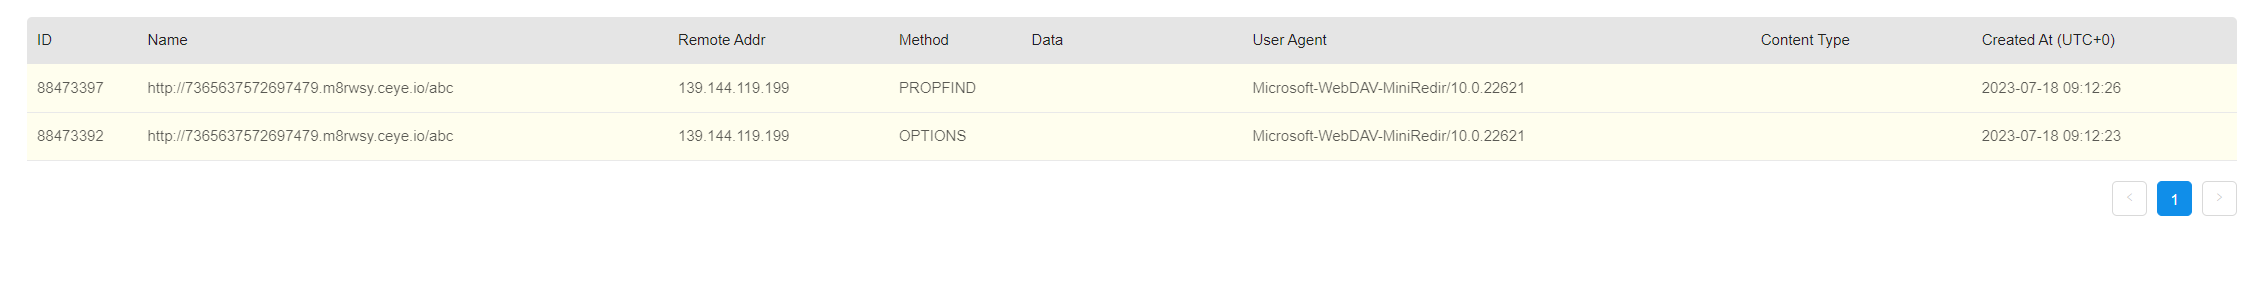 ID Name Remote Addr Method Data User Agent Content Type Created At (UTC+0)
88473397 http://7365637572697479.m8rwsy.ceye.io/abc 139.144.119.199 PROPFIND Microsoft-WebDAV-MiniRedir/10.0.22621 2023-07-18 09:12:26
88473392 http://7365637572697479.m8rwsy.ceye.io/abc 139.144.119.199 OPTIONS Microsoft-WebDAV-MiniRedir/10.0.22621 2023-07-18 09:12:23
< 1 >